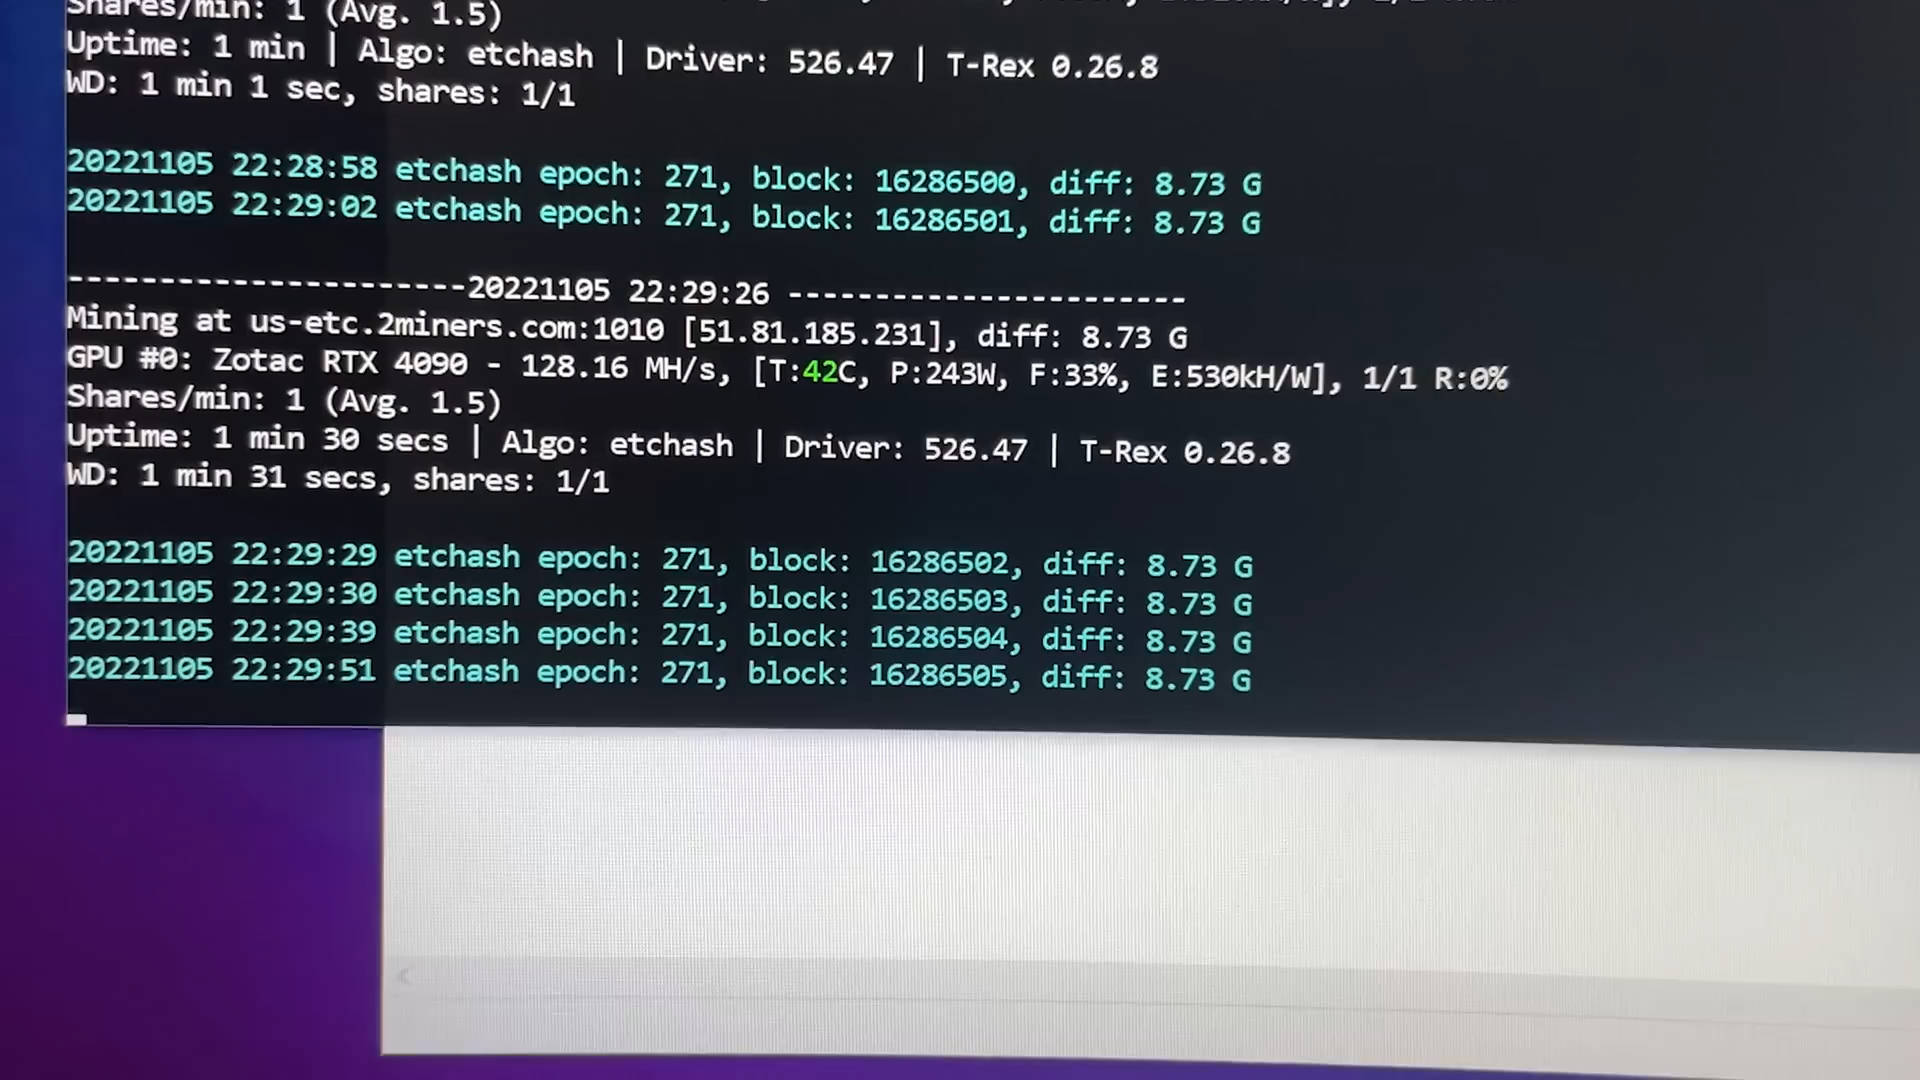 Shares/min: 1 (Avg. 1.5)
Uptime: 1 min | Algo: etchash | Driver: 526.47 | T-Rex 0.26.8
WD: 1 min 1 sec, shares: 1/1
20221105 22:28:58 etchash epoch: 271, block: 16286500, diff: 8.73 G
20221105 22:29:02 etchash epoch: 271, block: 16286501, diff: 8.73 G
----------------------20221105 22:29:26 ----------------------
Mining at us-etc.2miners.com:1010 [51.81.185.231], diff: 8.73 G
GPU #0: Zotac RTX 4090 - 128.16 MH/s, [T:42C, P:243W, F:33%, E:530kH/W], 1/1 R:0%
Shares/min: 1 (Avg. 1.5)
Uptime: 1 min 30 secs | Algo: etchash | Driver: 526.47 | T-Rex 0.26.8
WD: 1 min 31 secs, shares: 1/1
20221105 22:29:29 etchash epoch: 271, block: 16286502, diff: 8.73 G
20221105 22:29:30 etchash epoch: 271, block: 16286503, diff: 8.73 G
20221105 22:29:39 etchash epoch: 271, block: 16286504, diff: 8.73 G
20221105 22:29:51 etchash epoch: 271, block: 16286505, diff: 8.73 G